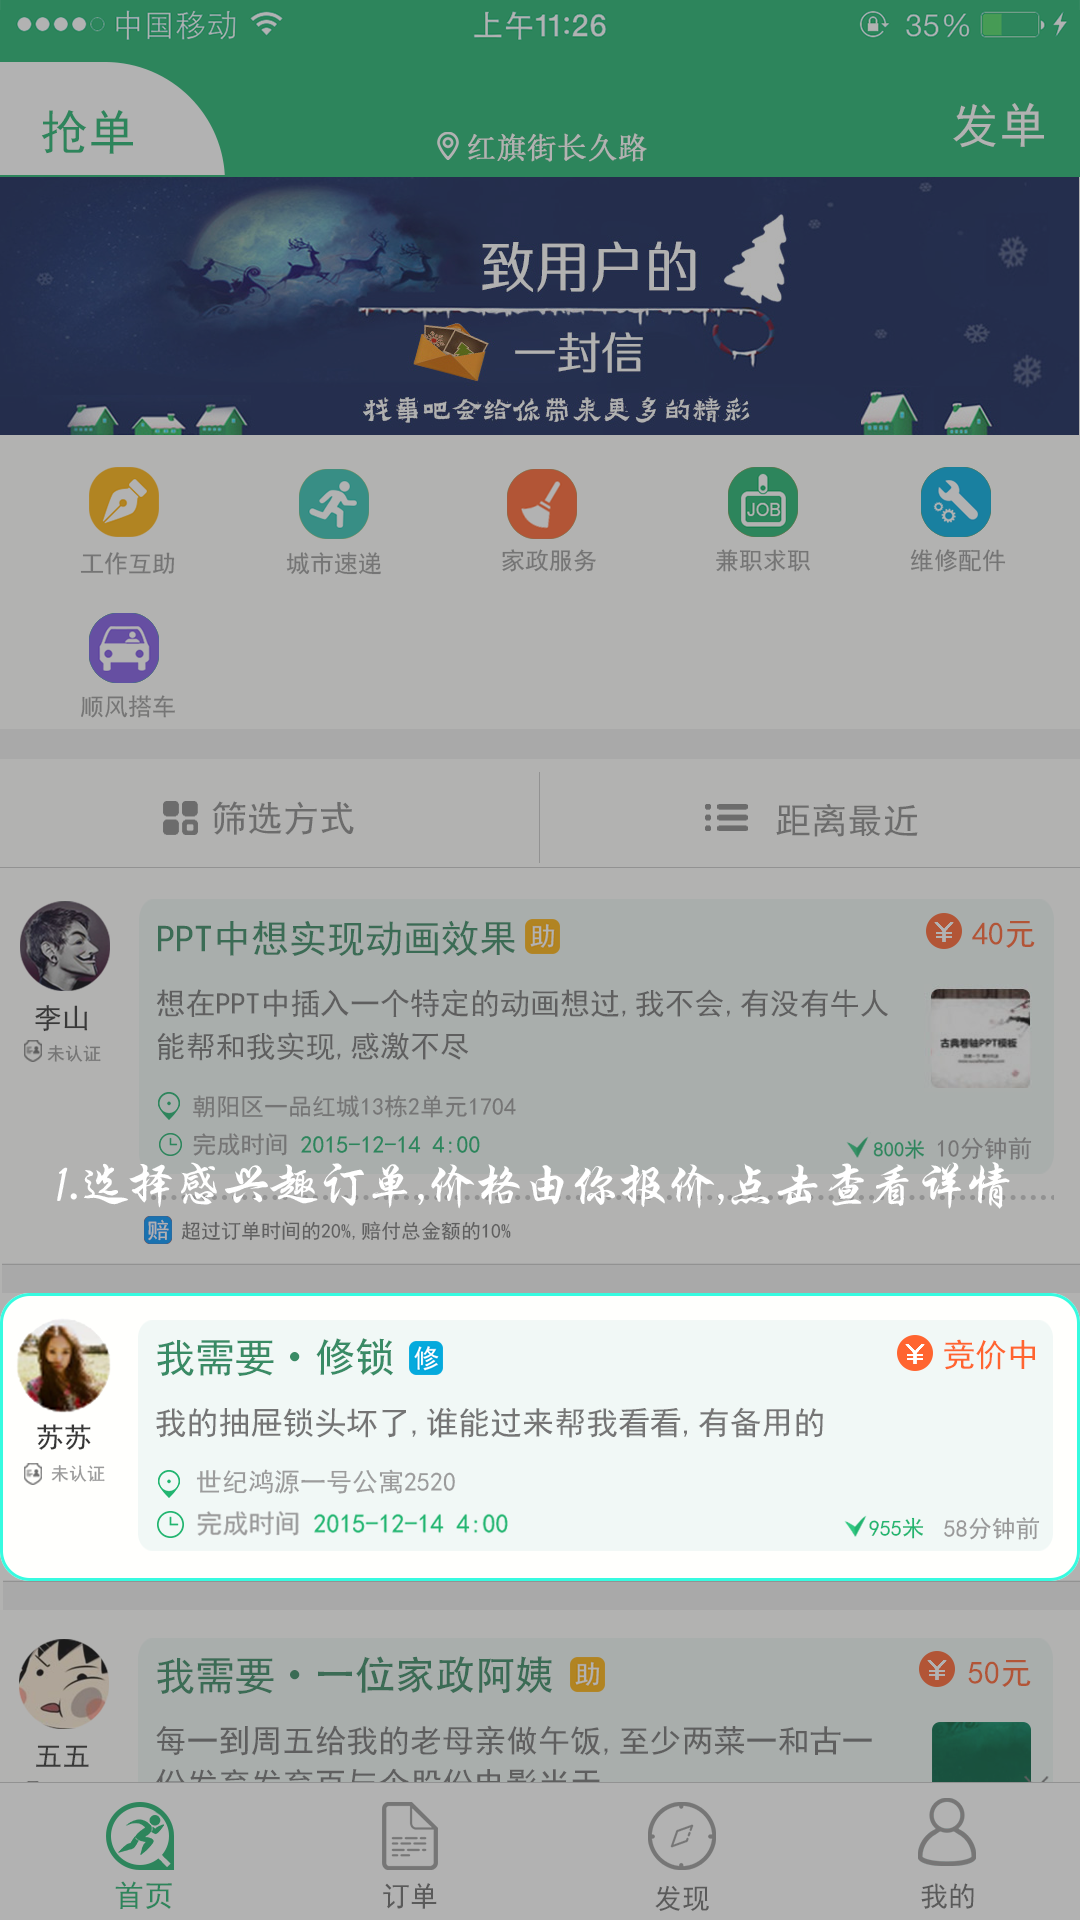 中国移动 上午11:26 35%
抢单 红旗街长久路 发单
致用户的
一封信
找事吧会给你带来更多的精彩
JOB
工作互助 城市速递 家政服务 兼职求职 维修配件
顺风搭车
筛选方式 距离最近
PPT中想实现动画效果 助 ¥ 40元
李山
未认证
想在PPT中插入一个特定的动画想过,我不会,有没有牛人
能帮和我实现,感激不尽
古典卷轴PPT模板
朝阳区一品红城13栋2单元1704
完成时间 2015-12-14 4:00 800米 10分钟前
1.选择感兴趣订单,价格由你报价,点击查看详情
赔 超过订单时间的20%,赔付总金额的10%
我需要·修锁 修 ¥ 竞价中
苏苏
未认证
我的抽屉锁头坏了,谁能过来帮我看看,有备用的
世纪鸿源一号公寓2520
完成时间 2015-12-14 4:00 955米 58分钟前
我需要·一位家政阿姨 助 ¥ 50元
五五
每一到周五给我的老母亲做午饭,至少两菜一和古一
首页 订单 发现 我的